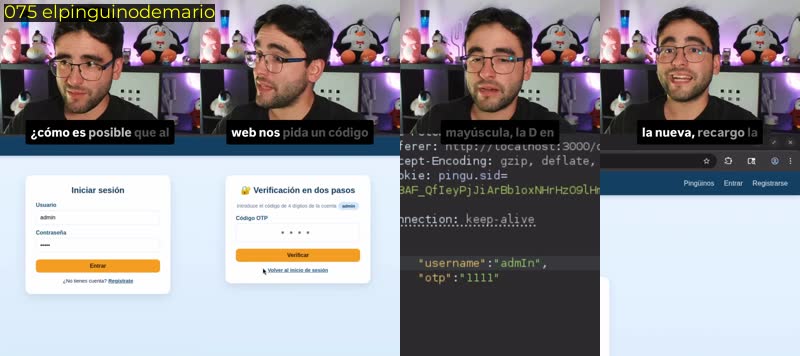 075 elpinguinodemario
¿cómo es posible que al
web nos pida un código
mayúscula, la D en
la nueva, recargo la
Iniciar sesión
Usuario
admin
Contraseña
•••••
Entrar
¿No tienes cuenta? Regístrate
🔐 Verificación en dos pasos
Introduce el código de 4 dígitos de la cuenta admin
Código OTP
• • • •
Verificar
Volver al inicio de sesión
ferer: http://localhost:3000/
cept-Encoding: gzip, deflate,
okie: pingu.sid=
nnection: keep-alive
"username":"admIn",
"otp":"1111"
Pingüinos Entrar Registrarse